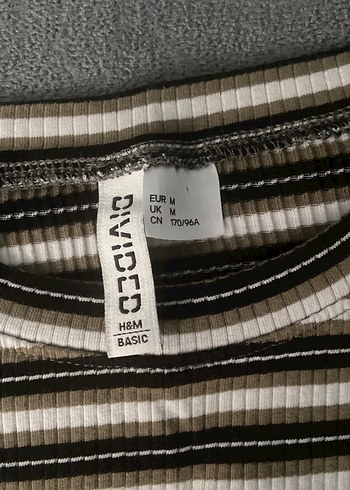 DIVIDED
H&M
BASIC
EUR M
UK M
CN 170/96A